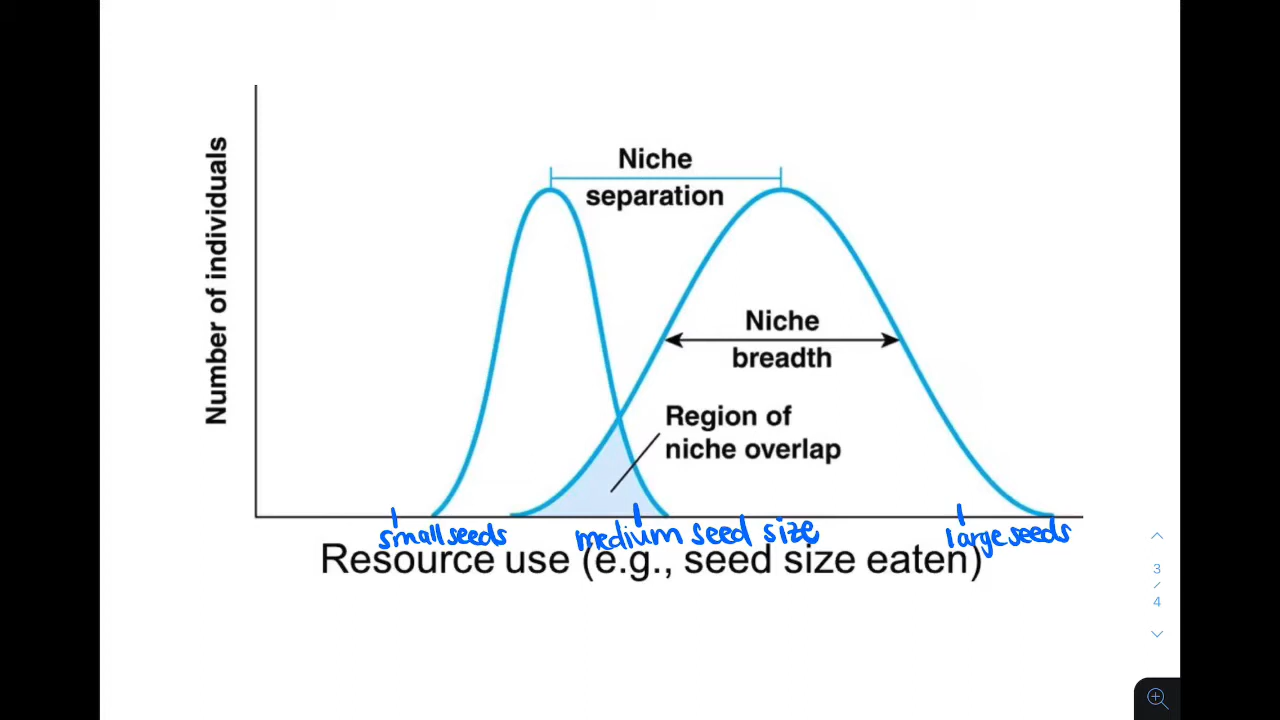 Niche
separation
Number of individuals
Niche
breadth
Region of
niche overlap
small seeds
medium seed size
large seeds
Resource use (e.g., seed size eaten)
3
/
4